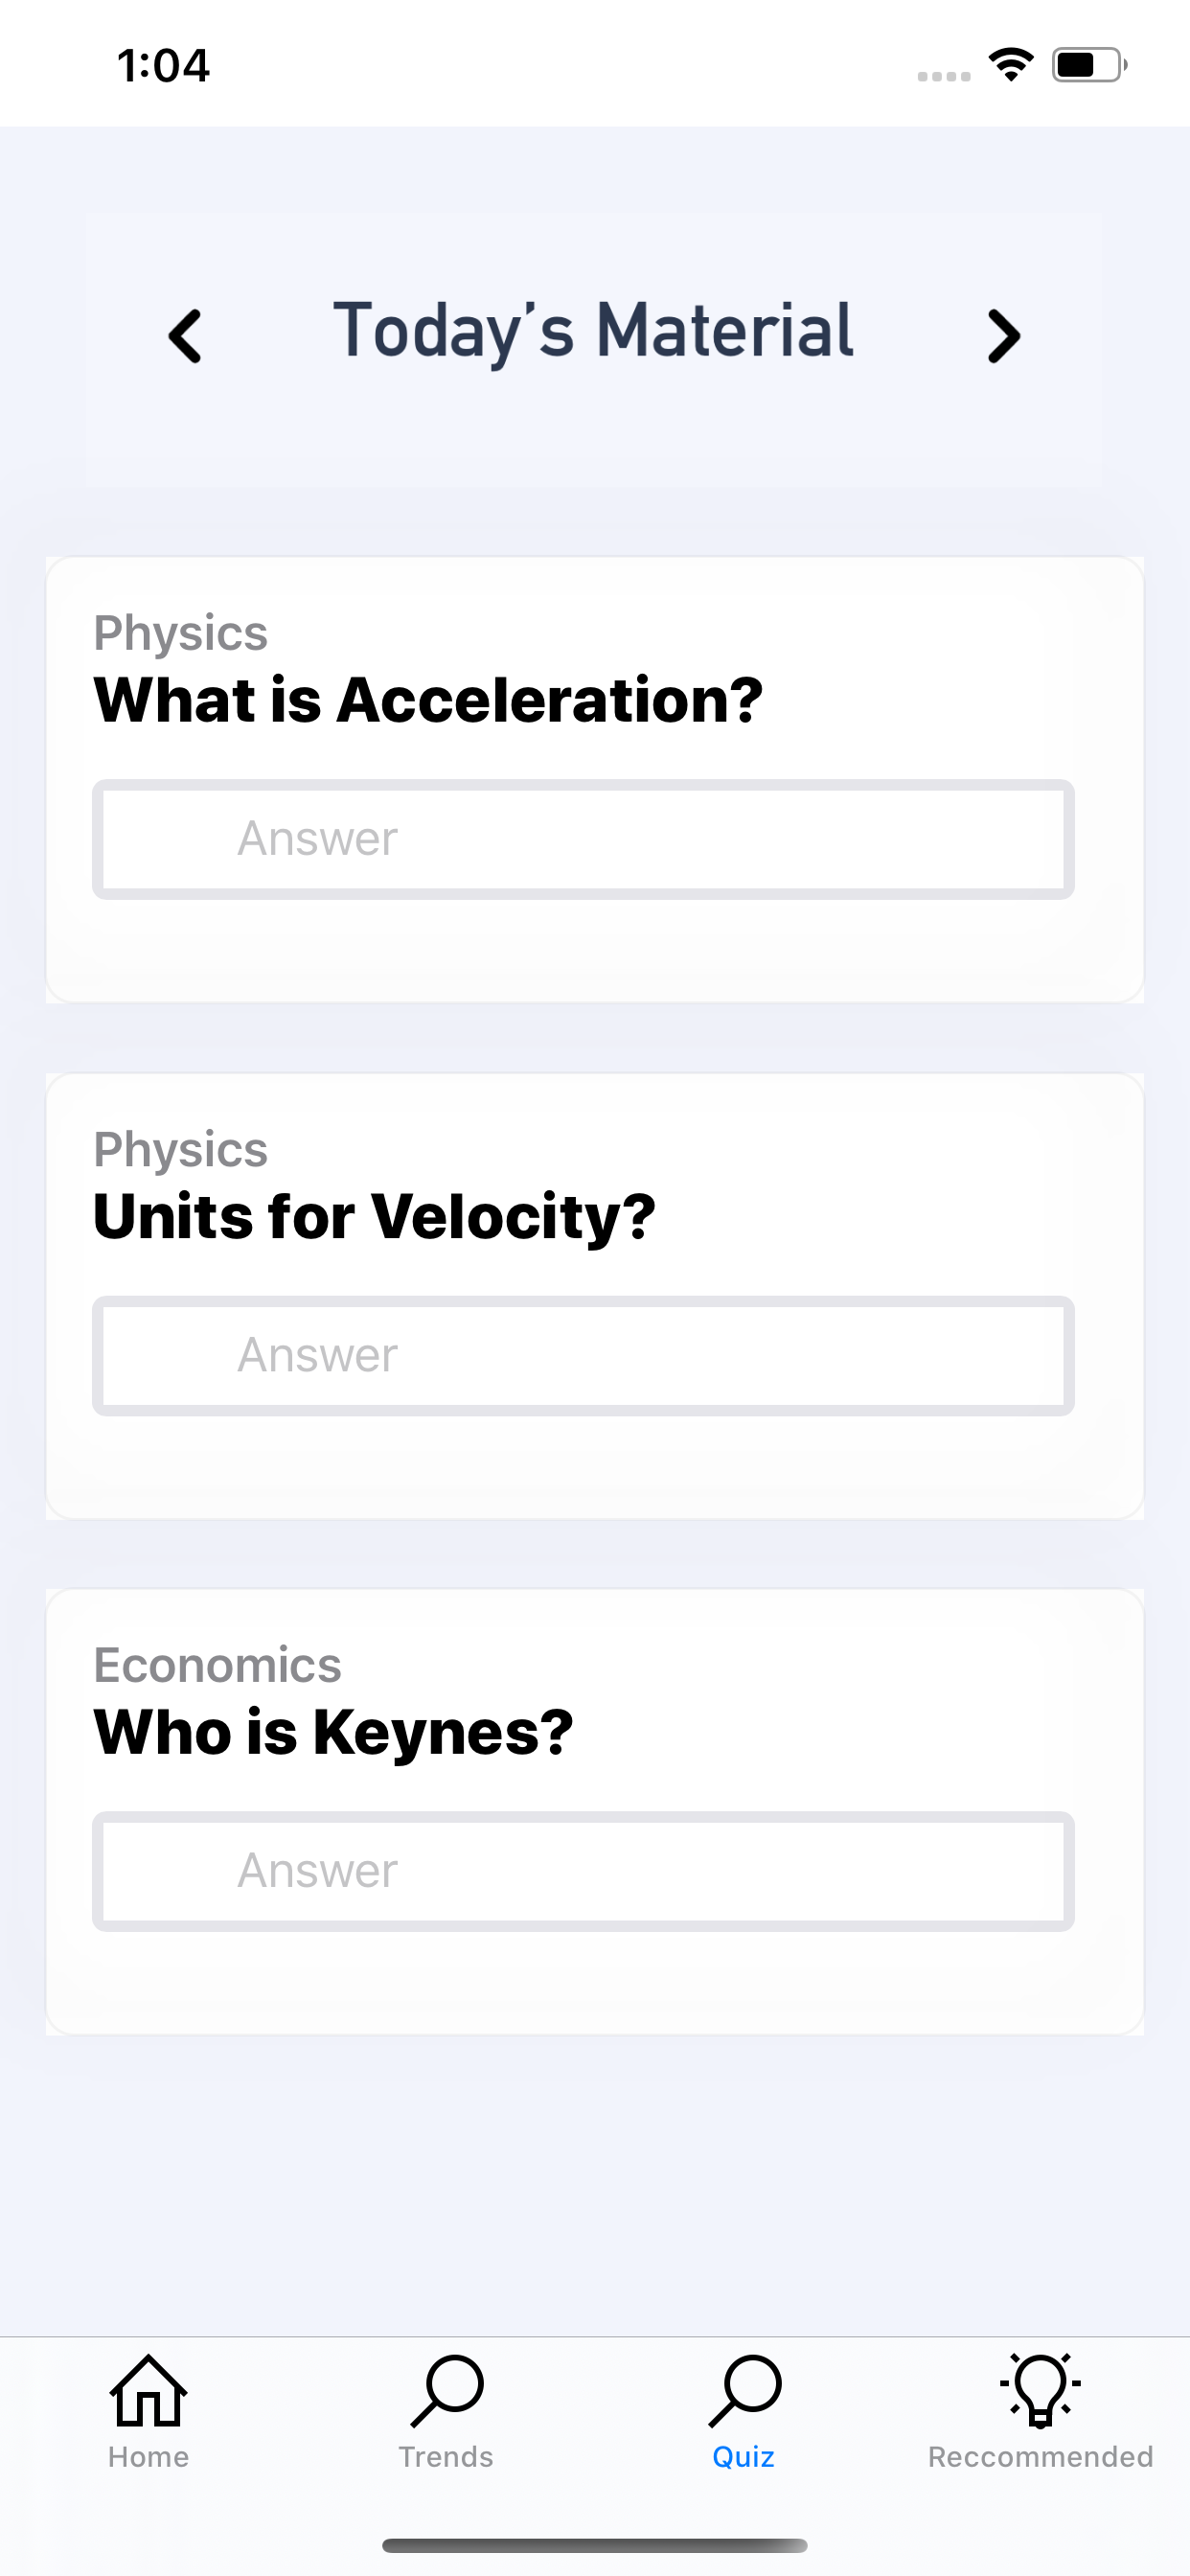 1:04
Today’s Material
Physics
What is Acceleration?
Answer
Physics
Units for Velocity?
Answer
Economics
Who is Keynes?
Answer
Home
Trends
Quiz
Reccommended